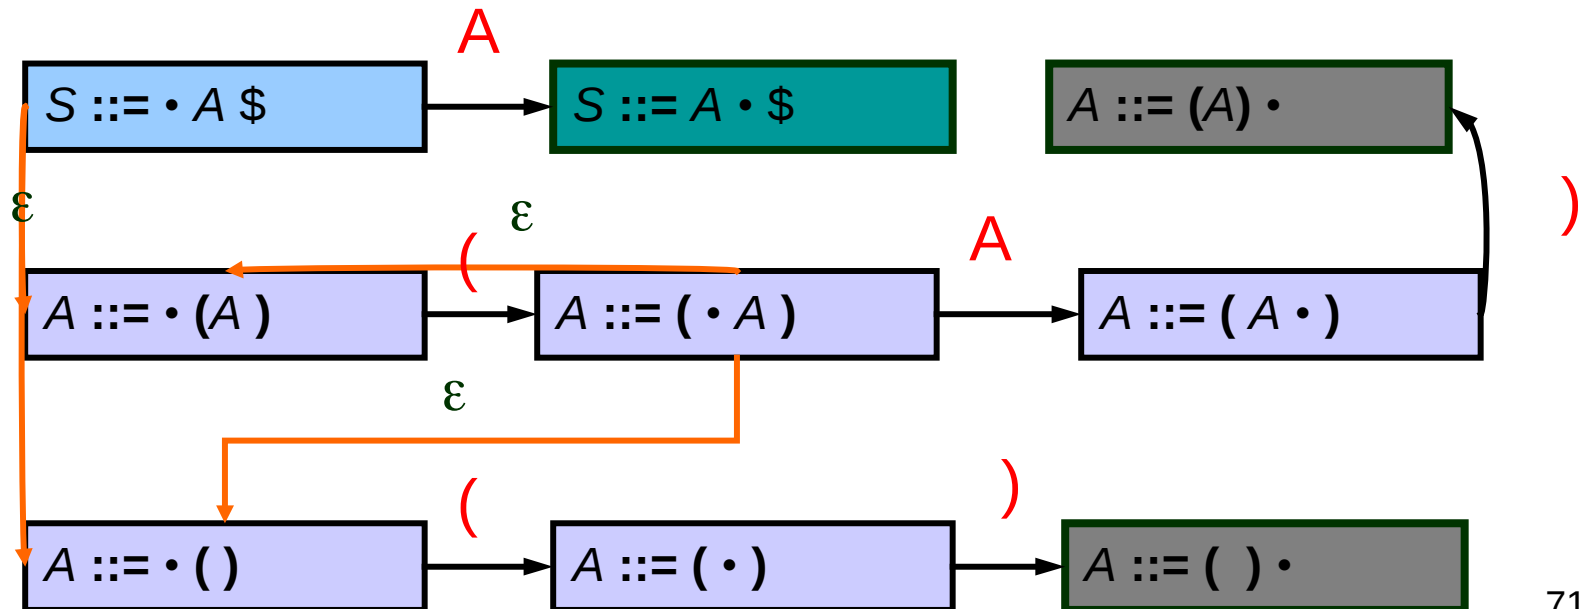 A
S ::= • A $
S ::= A • $
A ::= (A) •
ε
ε
)
(
A
A ::= • (A )
A ::= ( • A )
A ::= ( A • )
ε
(
)
A ::= • ( )
A ::= ( • )
A ::= (  ) •
71